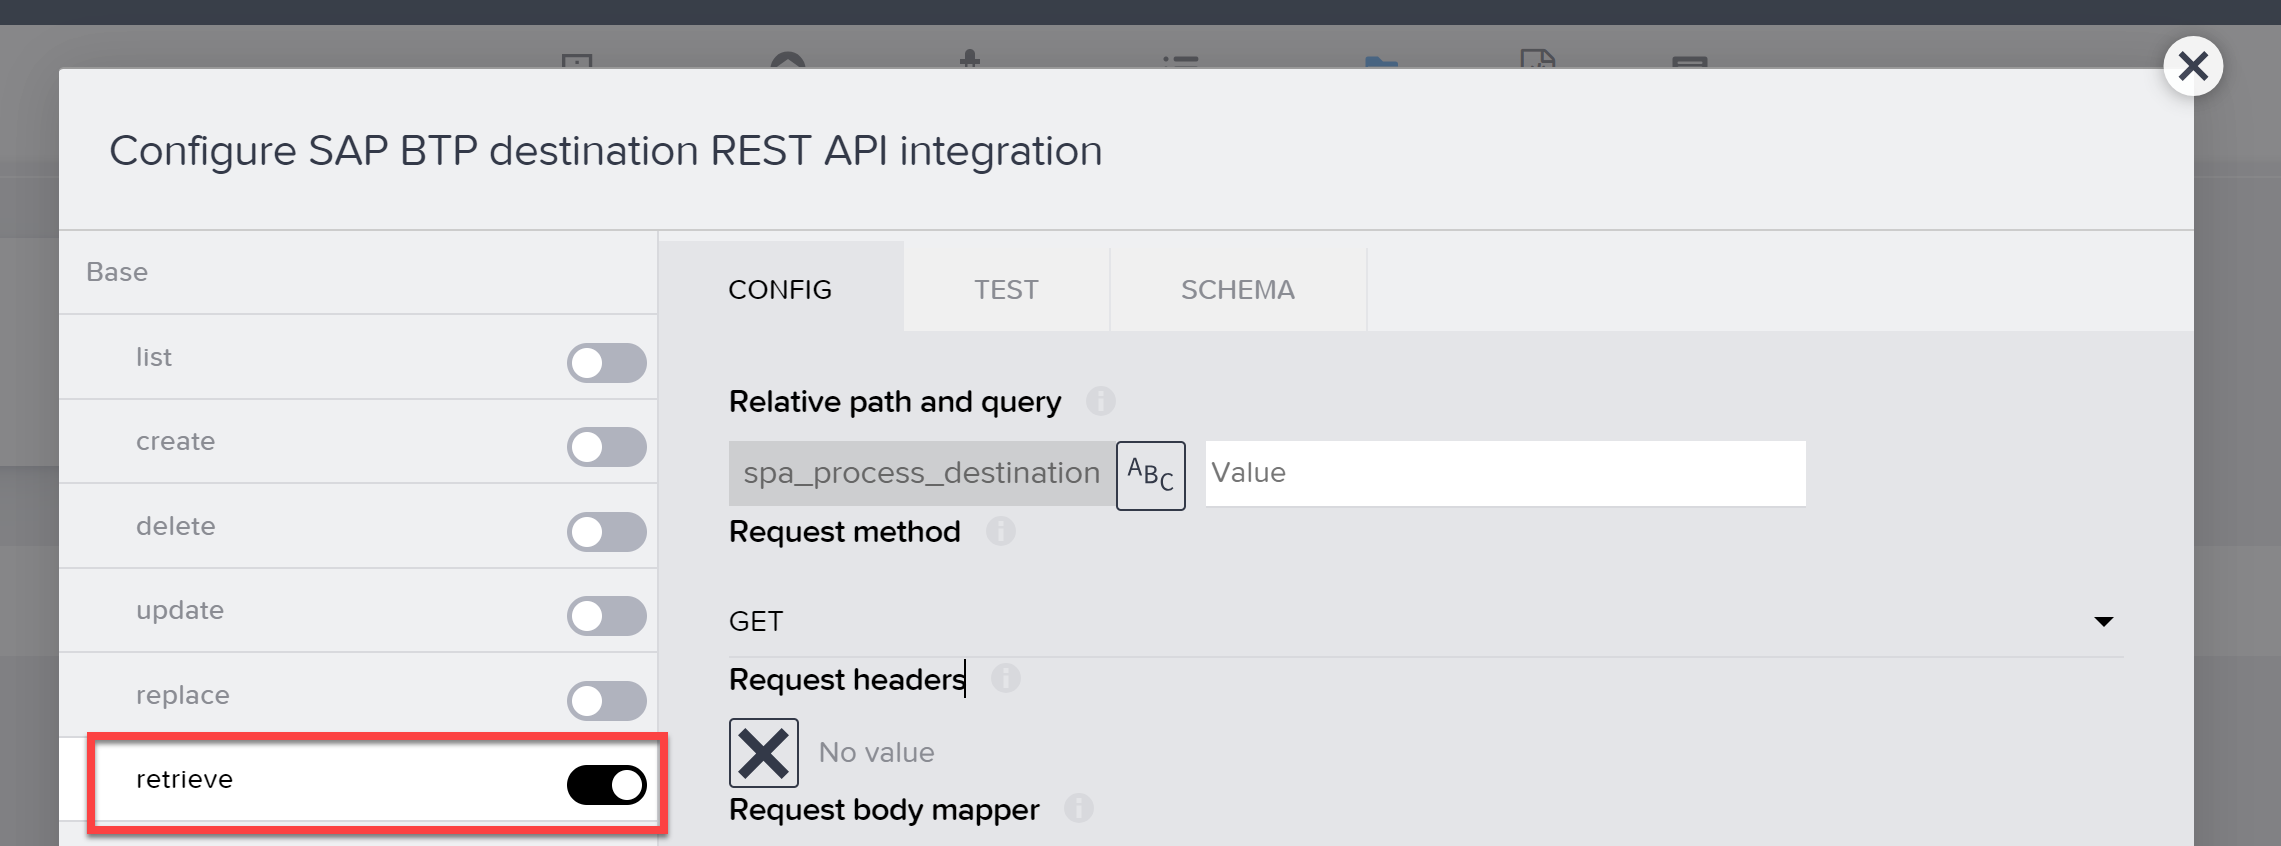 Configure SAP BTP destination REST API integration
Base
list
create
delete
update
replace
retrieve
CONFIG
TEST
SCHEMA
Relative path and query
spa_process_destination
ABC
Value
Request method
GET
Request headers
No value
Request body mapper